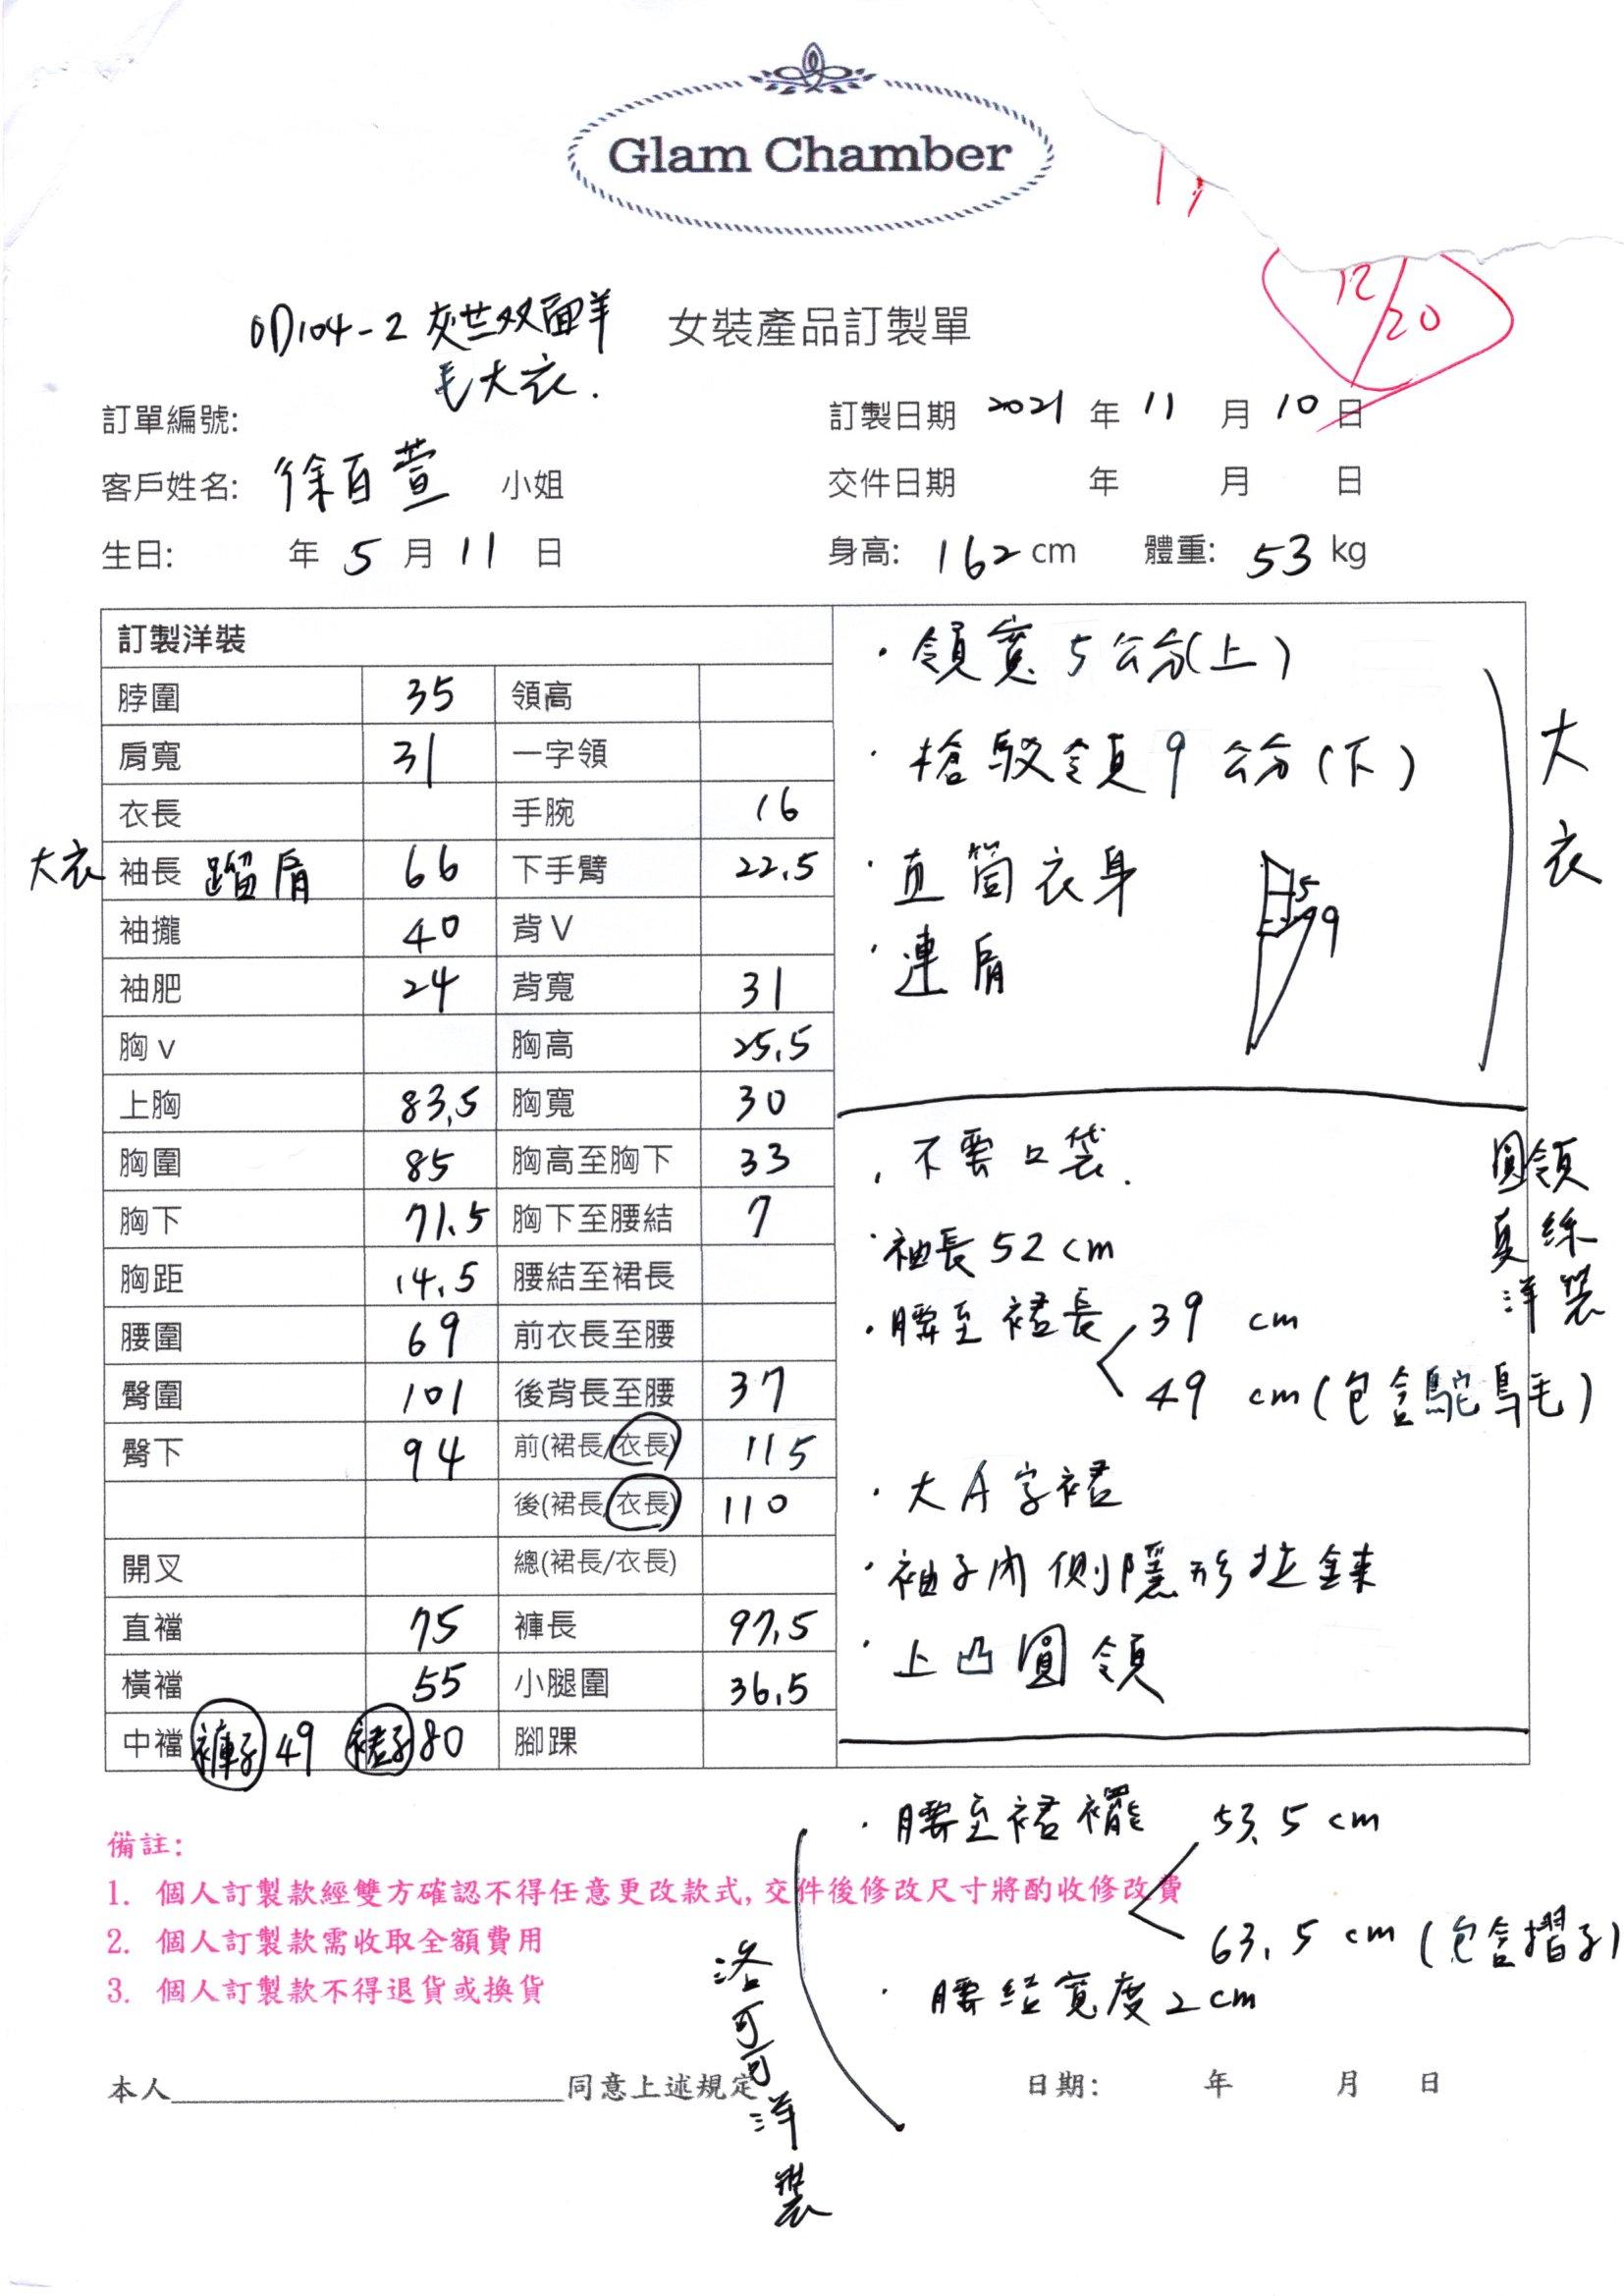 Glam Chamber
12/20
OD104-2 灰芸双面羊
毛大衣.
女裝產品訂製單
訂單編號:
訂製日期 2021 年 11 月 10 日
客戶姓名: 徐百萱 小姐
交件日期 年 月 日
生日: 年 5 月 11 日
身高: 162 cm 體重: 53 kg
訂製洋裝
脖圍 35 領高
肩寬 31 一字領
衣長 手腕 16
大衣 袖長 蹓肩 66 下手臂 22.5
袖攏 40 背V
袖肥 24 背寬 31
胸v 胸高 25.5
上胸 83.5 胸寬 30
胸圍 85 胸高至胸下 33
胸下 71.5 胸下至腰結 7
胸距 14.5 腰結至裙長
腰圍 69 前衣長至腰
臀圍 101 後背長至腰 37
臀下 94 前(裙長/衣長) 115
後(裙長/衣長) 110
開叉 總(裙長/衣長)
直襠 75 褲長 97.5
橫襠 55 小腿圍 36.5
中襠 褲子 49 裙子 80 腳踝
·領寬 5 公分(上)
·槍駁領 9 公分(下)
·直筒衣身
·連肩
5
9
大衣
·不要口袋.
·袖長 52 cm
·腰至裙長 39 cm
49 cm (包含鴕鳥毛)
·大A字裙
·袖子內側隱形拉鍊
·上凸圓領
圓領
真絲
洋裝
·腰至裙襬 53.5 cm
63.5 cm (包含摺子)
·腰結寬度 2 cm
洛可可洋裝
備註:
1. 個人訂製款經雙方確認不得任意更改款式, 交件後修改尺寸將酌收修改費
2. 個人訂製款需收取全額費用
3. 個人訂製款不得退貨或換貨
本人 同意上述規定
日期: 年 月 日